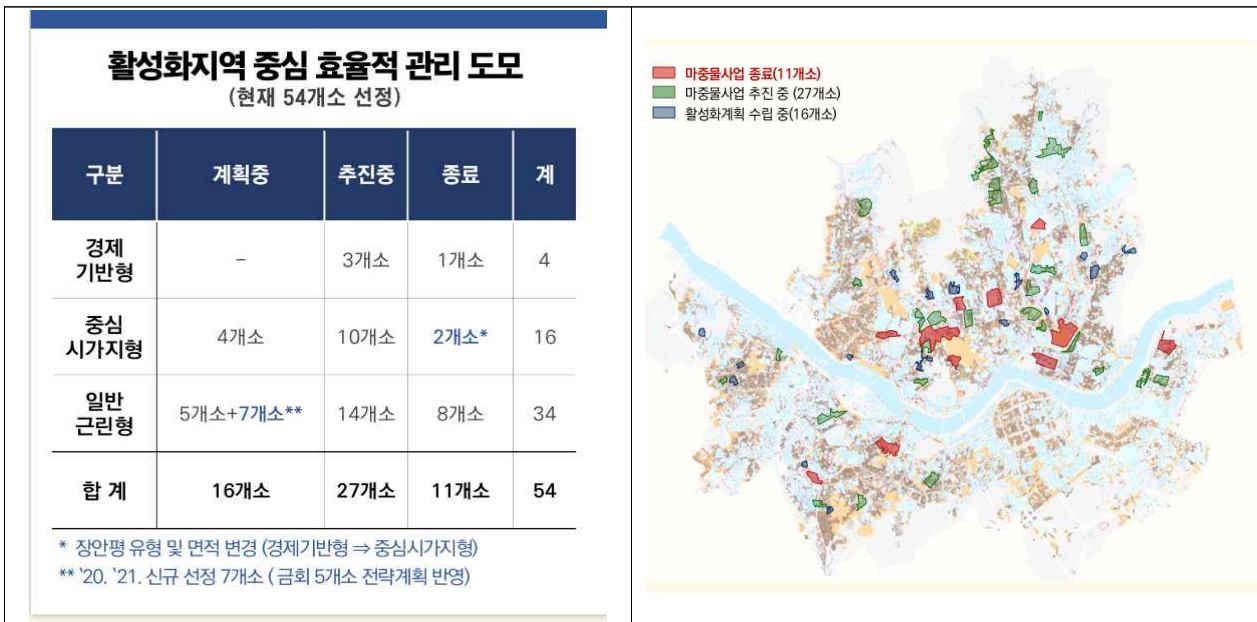 활성화지역 중심 효율적 관리 도모
(현재 54개소 선정)
구분 계획중 추진중 종료 계
경제
기반형 - 3개소 1개소 4
중심
시가지형 4개소 10개소 2개소* 16
일반
근린형 5개소+7개소** 14개소 8개소 34
합 계 16개소 27개소 11개소 54
* 장안평 유형 및 면적 변경 (경제기반형 ⇒ 중심시가지형)
** '20. '21. 신규 선정 7개소 ( 금회 5개소 전략계획 반영)
마중물사업 종료(11개소)
마중물사업 추진 중 (27개소)
활성화계획 수립 중(16개소)